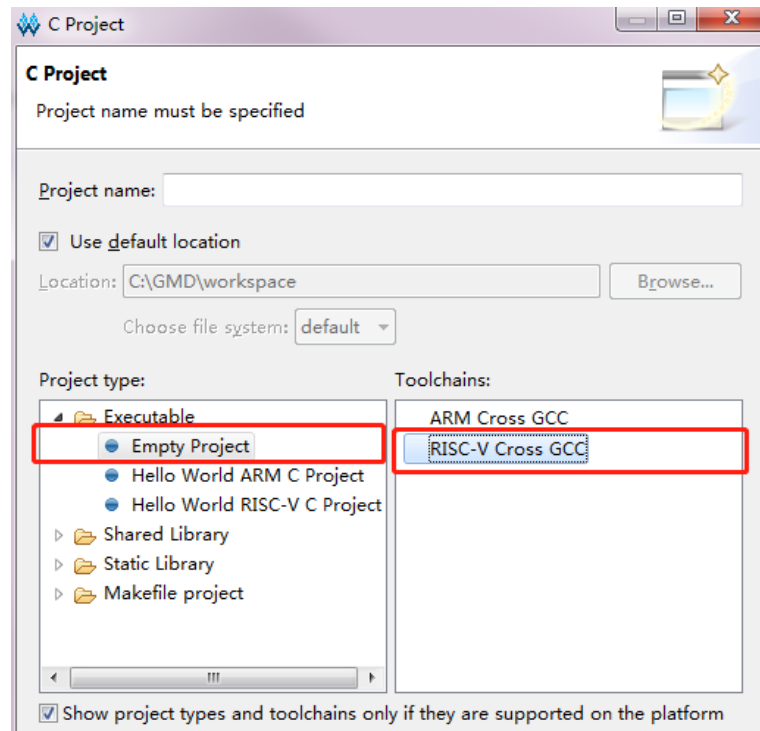 C Project
C Project
Project name must be specified
Project name:
Use default location
Location: C:\GMD\workspace Browse...
Choose file system: default
Project type: Toolchains:
Executable ARM Cross GCC
Empty Project RISC-V Cross GCC
Hello World ARM C Project
Hello World RISC-V C Project
Shared Library
Static Library
Makefile project
Show project types and toolchains only if they are supported on the platform